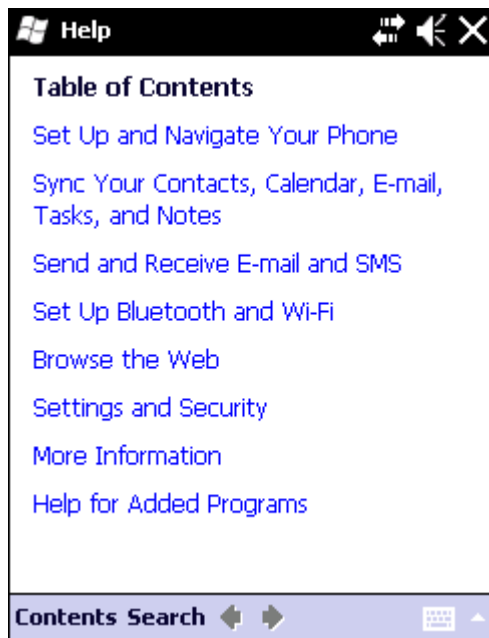 Help
Table of Contents
Set Up and Navigate Your Phone
Sync Your Contacts, Calendar, E-mail,
Tasks, and Notes
Send and Receive E-mail and SMS
Set Up Bluetooth and Wi-Fi
Browse the Web
Settings and Security
More Information
Help for Added Programs
Contents Search